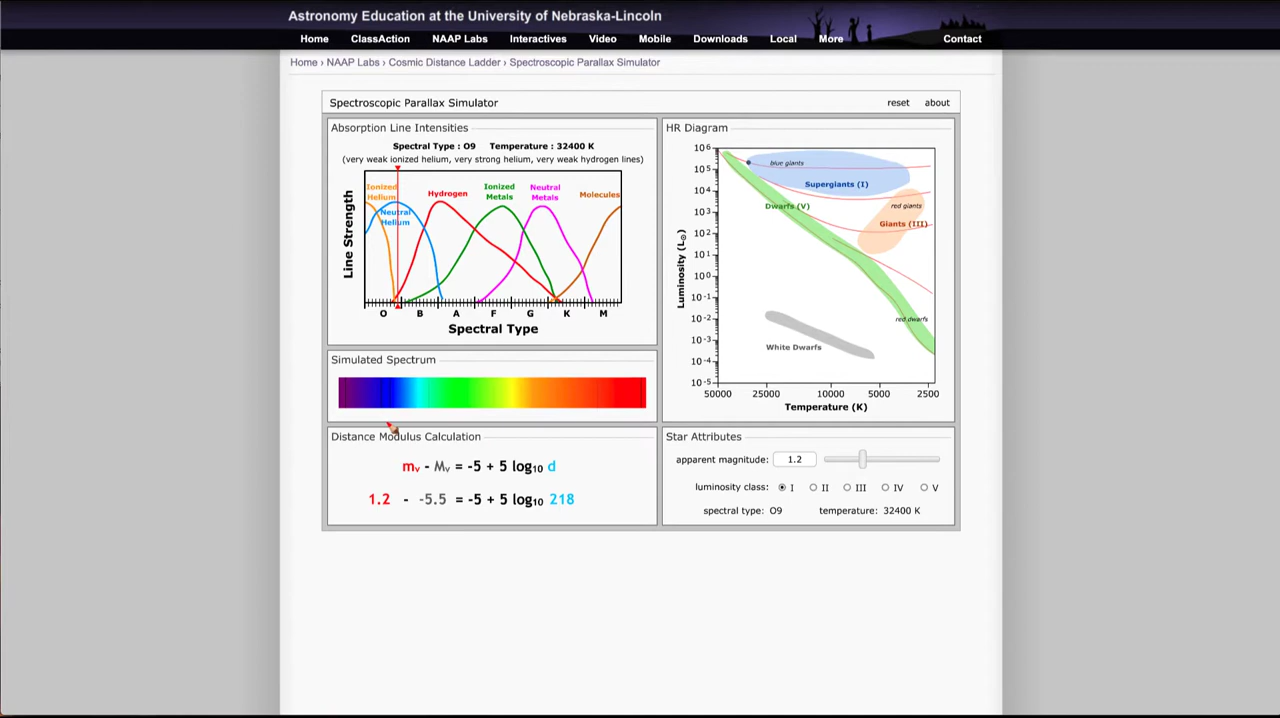 Astronomy Education at the University of Nebraska-Lincoln
Home ClassAction NAAP Labs Interactives Video Mobile Downloads Local More Contact
Home › NAAP Labs › Cosmic Distance Ladder › Spectroscopic Parallax Simulator
Spectroscopic Parallax Simulator reset about
Absorption Line Intensities
Spectral Type : O9 Temperature : 32400 K
(very weak ionized helium, very strong helium, very weak hydrogen lines)
Line Strength
Ionized
Helium
Neutral
Helium
Hydrogen
Ionized
Metals
Neutral
Metals
Molecules
O B A F G K M
Spectral Type
HR Diagram
Luminosity (L⊙)
10⁶
10⁵
10⁴
10³
10²
10¹
10⁰
10⁻¹
10⁻²
10⁻³
10⁻⁴
10⁻⁵
blue giants
Supergiants (I)
red giants
Dwarfs (V)
Giants (III)
red dwarfs
White Dwarfs
50000 25000 10000 5000 2500
Temperature (K)
Simulated Spectrum
Distance Modulus Calculation
mᵥ - Mᵥ = -5 + 5 log₁₀ d
1.2 - -5.5 = -5 + 5 log₁₀ 218
Star Attributes
apparent magnitude: 1.2
luminosity class: I II III IV V
spectral type: O9 temperature: 32400 K